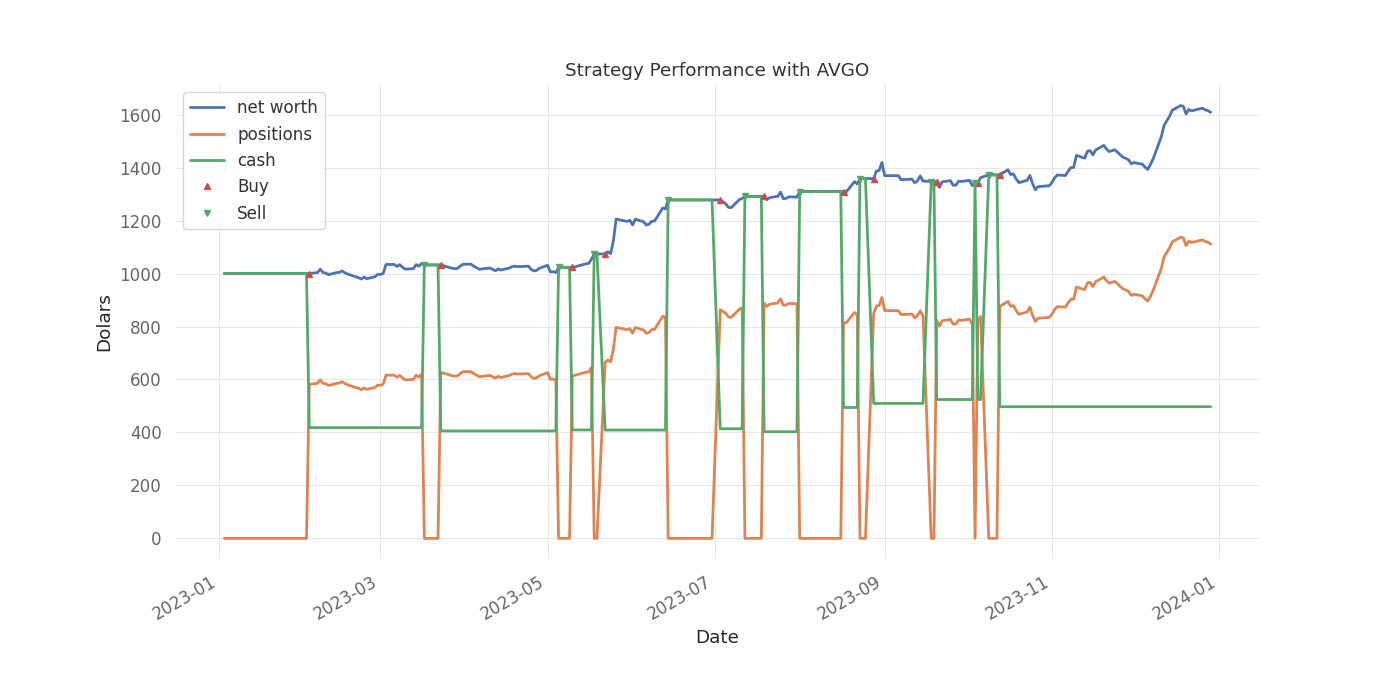 Strategy Performance with AVGO
net worth
positions
cash
Buy
Sell
1600
1400
1200
1000
800
600
400
200
0
Dolars
2023-01
2023-03
2023-05
2023-07
2023-09
2023-11
2024-01
Date